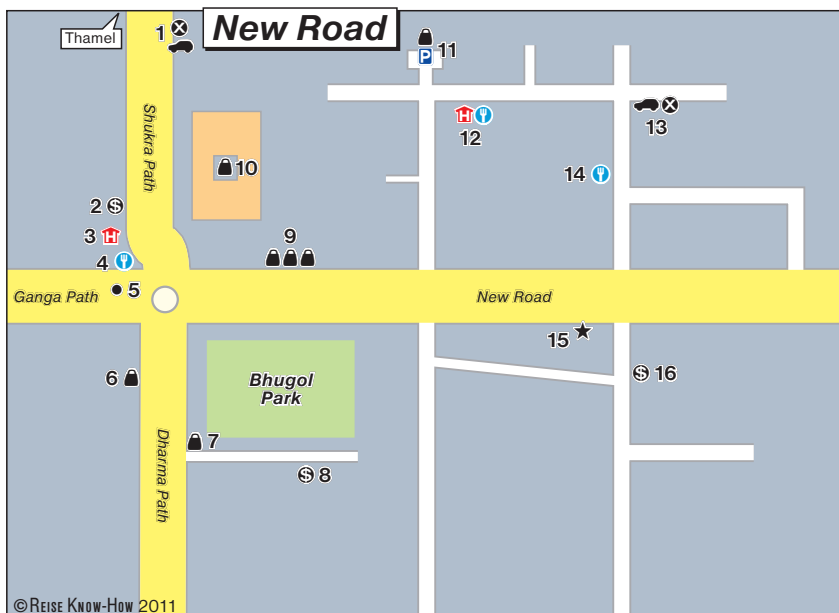 New Road
Thamel
1
11
P
H
12
13
Shukra Path
10
14
2 $
3 H
9
4
Ganga Path
5
New Road
15
6
Bhugol
Park
$ 16
7
Dharma Path
$ 8
©REISE KNOW-HOW 2011